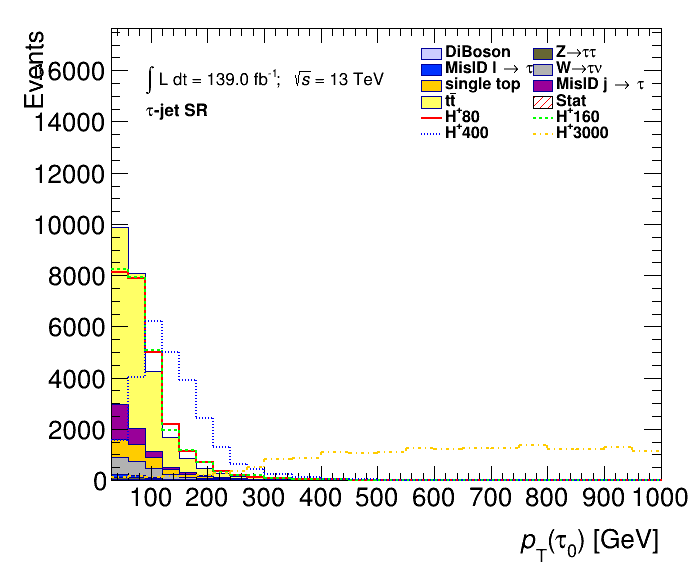 Events
16000
14000
12000
10000
8000
6000
4000
2000
0
∫ L dt = 139.0 fb⁻¹; √s = 13 TeV
τ-jet SR
DiBoson Z→ττ
MisID l → τ W→τν
single top MisID j → τ
tt̄ Stat
H⁺80 H⁺160
H⁺400 H⁺3000
100 200 300 400 500 600 700 800 900 1000
p_T(τ₀) [GeV]